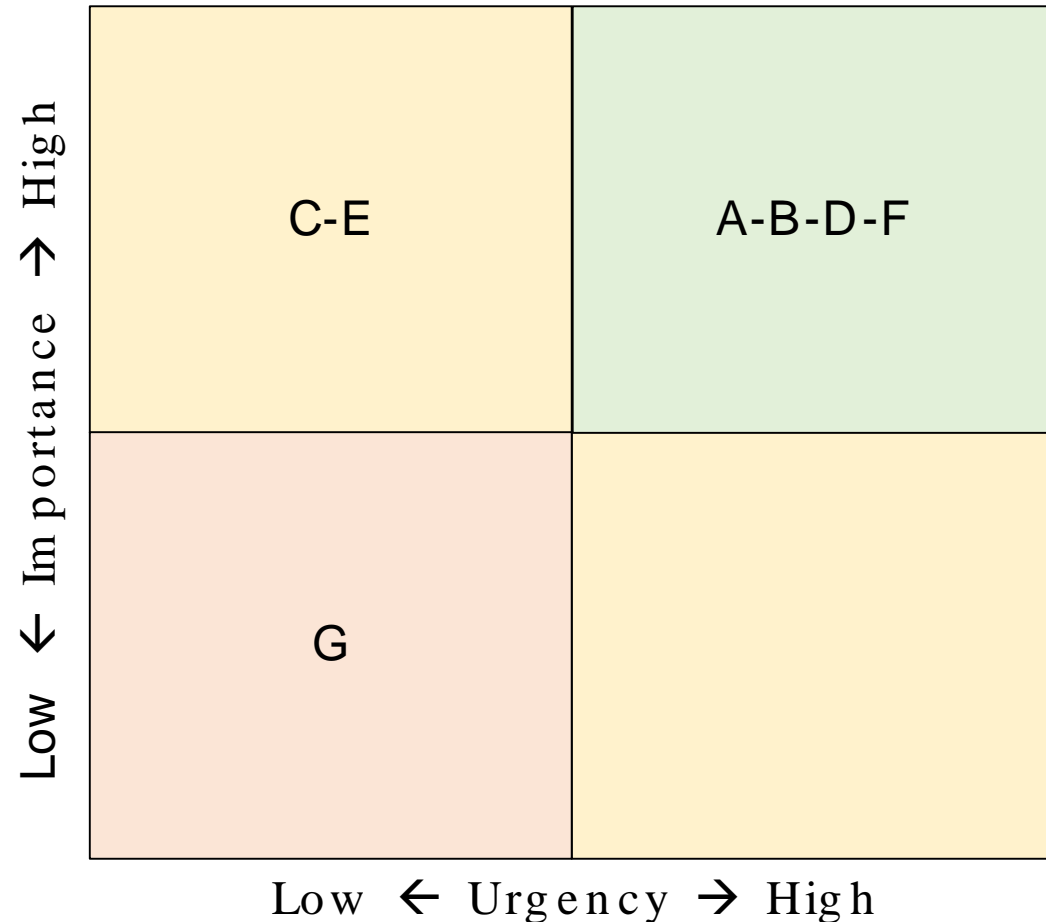 Low ← Importance → High
C-E
A-B-D-F
G
Low ← Urgency → High